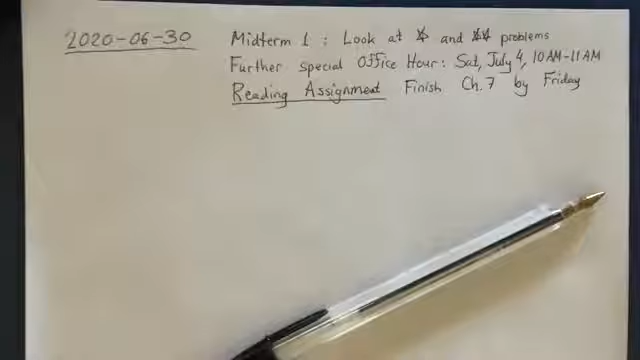 2020-06-30
Midterm 1 : Look at * and ** problems
Further special Office Hour: Sat, July 4, 10AM-11AM
Reading Assignment Finish Ch. 7 by Friday